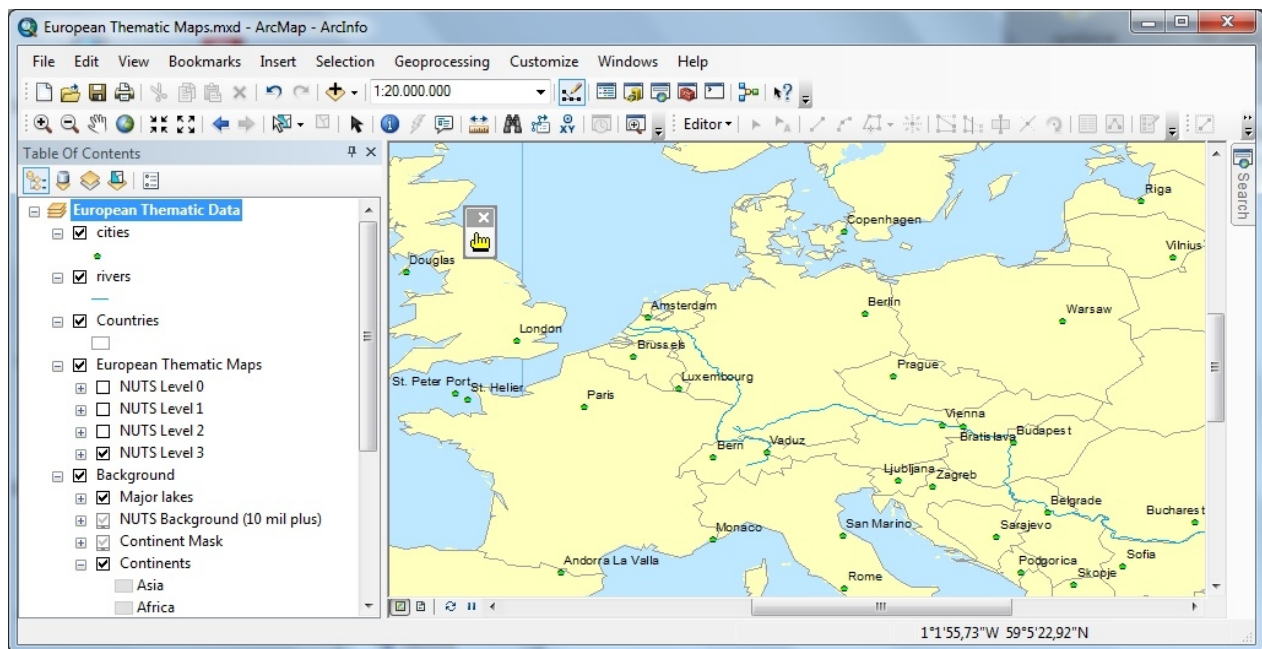 European Thematic Maps.mxd - ArcMap - ArcInfo
File Edit View Bookmarks Insert Selection Geoprocessing Customize Windows Help
1:20.000.000
Editor
XY
Table Of Contents
European Thematic Data
cities
rivers
Countries
European Thematic Maps
NUTS Level 0
NUTS Level 1
NUTS Level 2
NUTS Level 3
Background
Major lakes
NUTS Background (10 mil plus)
Continent Mask
Continents
Asia
Africa
Riga
Copenhagen
Vilnius
Douglas
Amsterdam
Berlin
Warsaw
London
Brussels
Prague
Luxembourg
St. Peter Port
St. Helier
Paris
Vienna
Bratislava
Budapest
Bern
Vaduz
Ljubljana
Zagreb
Belgrade
Bucharest
Monaco
San Marino
Sarajevo
Andorra La Valla
Podgorica
Sofia
Skopje
Rome
Search
1°1'55,73"W 59°5'22,92"N